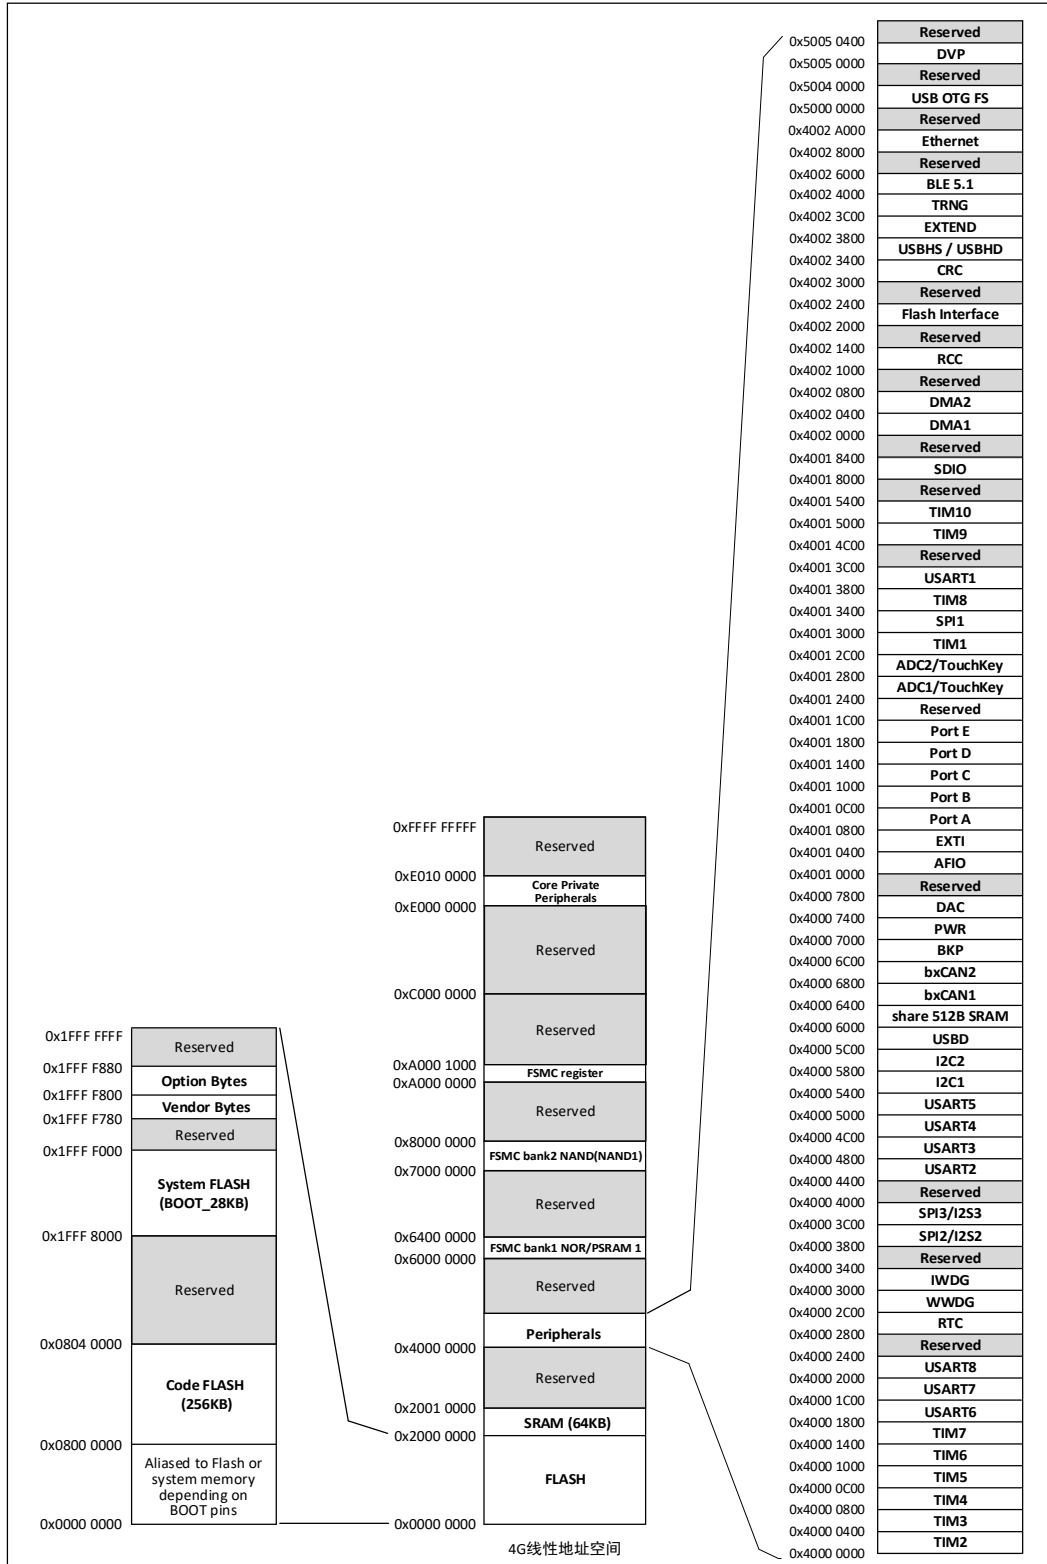 Reserved
0x5005 0400
DVP
0x5005 0000
Reserved
0x5004 0000
USB OTG FS
0x5000 0000
Reserved
0x4002 A000
Ethernet
0x4002 8000
Reserved
0x4002 6000
BLE 5.1
0x4002 4000
TRNG
0x4002 3C00
EXTEND
0x4002 3800
USBHS / USBHD
0x4002 3400
CRC
0x4002 3000
Reserved
0x4002 2400
Flash Interface
0x4002 2000
Reserved
0x4002 1400
RCC
0x4002 1000
Reserved
0x4002 0800
DMA2
0x4002 0400
DMA1
0x4002 0000
Reserved
0x4001 8400
SDIO
0x4001 8000
Reserved
0x4001 5400
TIM10
0x4001 5000
TIM9
0x4001 4C00
Reserved
0x4001 3C00
USART1
0x4001 3800
TIM8
0x4001 3400
SPI1
0x4001 3000
TIM1
0x4001 2C00
ADC2/TouchKey
0x4001 2800
ADC1/TouchKey
0x4001 2400
Reserved
0x4001 1C00
Port E
0x4001 1800
Port D
0x4001 1400
Port C
0x4001 1000
Port B
0x4001 0C00
Port A
0x4001 0800
EXTI
0x4001 0400
AFIO
0x4001 0000
Reserved
0x4000 7800
DAC
0x4000 7400
PWR
0x4000 7000
BKP
0x4000 6C00
bxCAN2
0x4000 6800
bxCAN1
0x4000 6400
share 512B SRAM
0x4000 6000
USBD
0x4000 5C00
I2C2
0x4000 5800
I2C1
0x4000 5400
USART5
0x4000 5000
USART4
0x4000 4C00
USART3
0x4000 4800
USART2
0x4000 4400
Reserved
0x4000 4000
SPI3/I2S3
0x4000 3C00
SPI2/I2S2
0x4000 3800
Reserved
0x4000 3400
IWDG
0x4000 3000
WWDG
0x4000 2C00
RTC
0x4000 2800
Reserved
0x4000 2400
USART8
0x4000 2000
USART7
0x4000 1C00
USART6
0x4000 1800
TIM7
0x4000 1400
TIM6
0x4000 1000
TIM5
0x4000 0C00
TIM4
0x4000 0800
TIM3
0x4000 0400
TIM2
0x4000 0000
0xFFFF FFFFF
Reserved
0xE010 0000
Core Private
Peripherals
0xE000 0000
Reserved
0xC000 0000
Reserved
0xA000 1000
FSMC register
0xA000 0000
Reserved
0x8000 0000
FSMC bank2 NAND(NAND1)
0x7000 0000
Reserved
0x6400 0000
FSMC bank1 NOR/PSRAM 1
0x6000 0000
Reserved
Peripherals
0x4000 0000
Reserved
0x2001 0000
SRAM (64KB)
0x2000 0000
FLASH
0x0000 0000
4G线性地址空间
0x1FFF FFFF
Reserved
0x1FFF F880
Option Bytes
0x1FFF F800
Vendor Bytes
0x1FFF F780
Reserved
0x1FFF F000
System FLASH
(BOOT_28KB)
0x1FFF 8000
Reserved
0x0804 0000
Code FLASH
(256KB)
0x0800 0000
Aliased to Flash or
system memory
depending on
BOOT pins
0x0000 0000